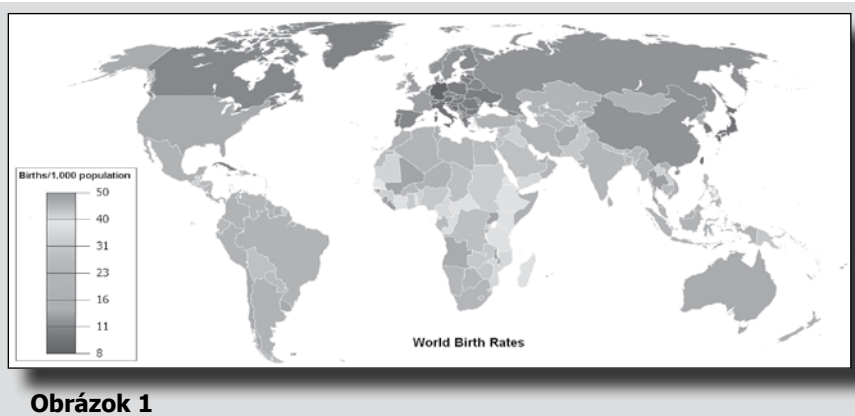 Births/1,000 population
50
40
31
23
16
11
8
World Birth Rates
Obrázok 1